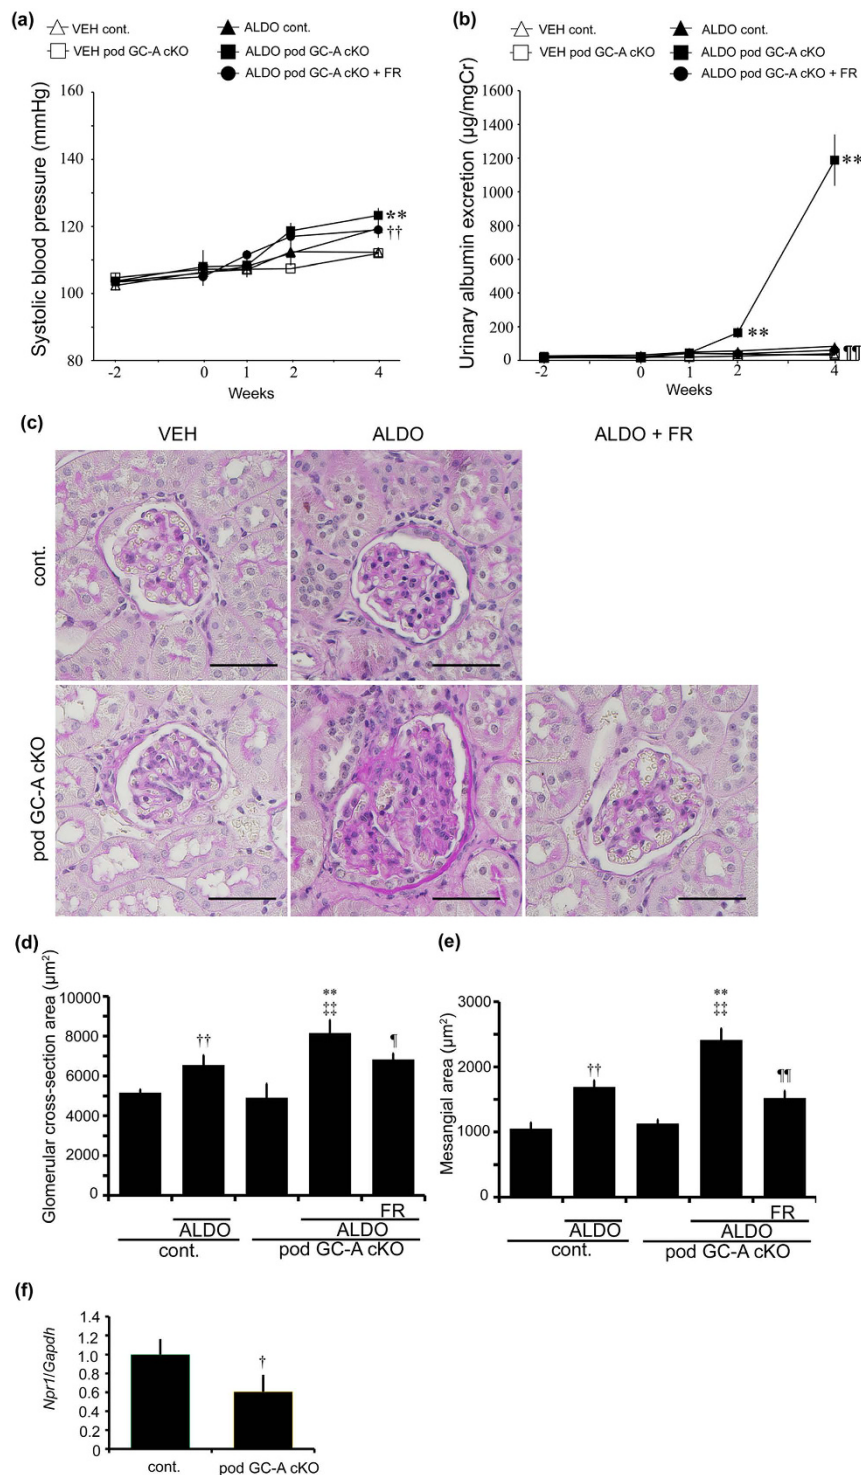 (a)
VEH cont.
ALDO cont.
VEH pod GC-A cKO
ALDO pod GC-A cKO
ALDO pod GC-A cKO + FR
Systolic blood pressure (mmHg)
160
140
120
100
80
**
††
-2
0
1
2
4
Weeks
(b)
VEH cont.
ALDO cont.
VEH pod GC-A cKO
ALDO pod GC-A cKO
ALDO pod GC-A cKO + FR
Urinary albumin excretion (µg/mgCr)
1600
1400
1200
1000
800
600
400
200
0
**
**
¶¶
-2
0
1
2
4
Weeks
(c)
VEH
ALDO
ALDO + FR
cont.
pod GC-A cKO
(d)
Glomerular cross-section area (µm²)
10000
8000
6000
4000
2000
0
††
**
‡‡
‡‡
¶
FR
ALDO
ALDO
cont.
pod GC-A cKO
(e)
Mesangial area (µm²)
3000
2000
1500
1000
0
††
**
‡‡
‡‡
¶¶
FR
ALDO
ALDO
cont.
pod GC-A cKO
(f)
Npr1/Gapdh
1.4
1.2
1.0
0.8
0.6
0.4
0.2
0
†
cont.
pod GC-A cKO